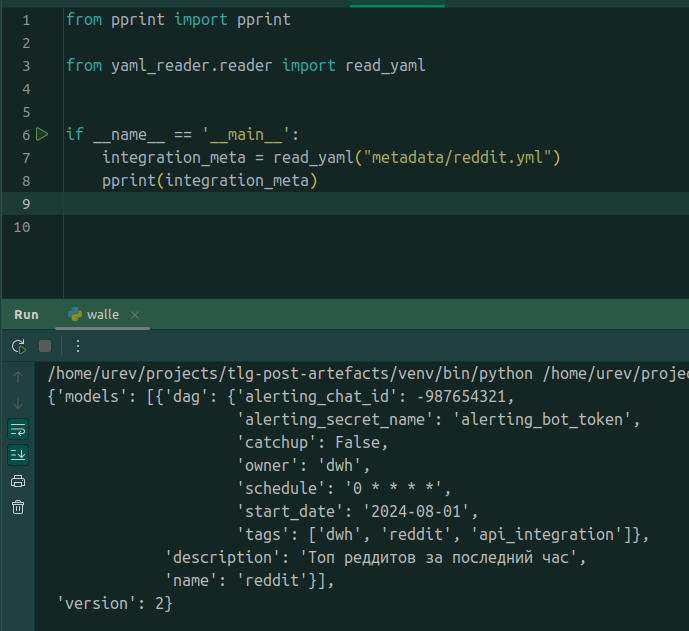 1 from pprint import pprint
2
3 from yaml_reader.reader import read_yaml
4
5
6 if __name__ == '__main__':
7 integration_meta = read_yaml("metadata/reddit.yml")
8 pprint(integration_meta)
9
10
Run walle
/home/urev/projects/tlg-post-artefacts/venv/bin/python /home/urev/projec
{'models': [{'dag': {'alerting_chat_id': -987654321,
'alerting_secret_name': 'alerting_bot_token',
'catchup': False,
'owner': 'dwh',
'schedule': '0 * * * *',
'start_date': '2024-08-01',
'tags': ['dwh', 'reddit', 'api_integration']},
'description': 'Топ реддитов за последний час',
'name': 'reddit'}],
'version': 2}